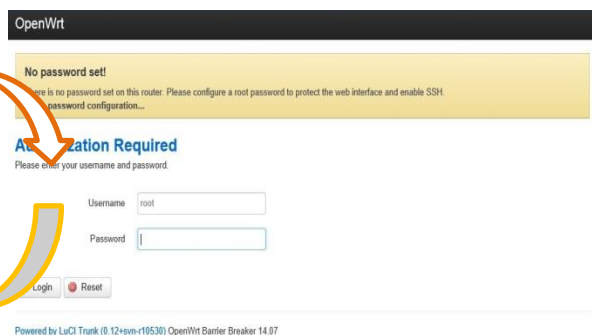 OpenWrt
No password set!
ere is no password set on this router. Please configure a root password to protect the web interface and enable SSH.
password configuration...
Authorization Required
Please enter your username and password.
Username root
Password
Login Reset
Powered by LuCI Trunk (0.12+svn-r10530) OpenWrt Barrier Breaker 14.07